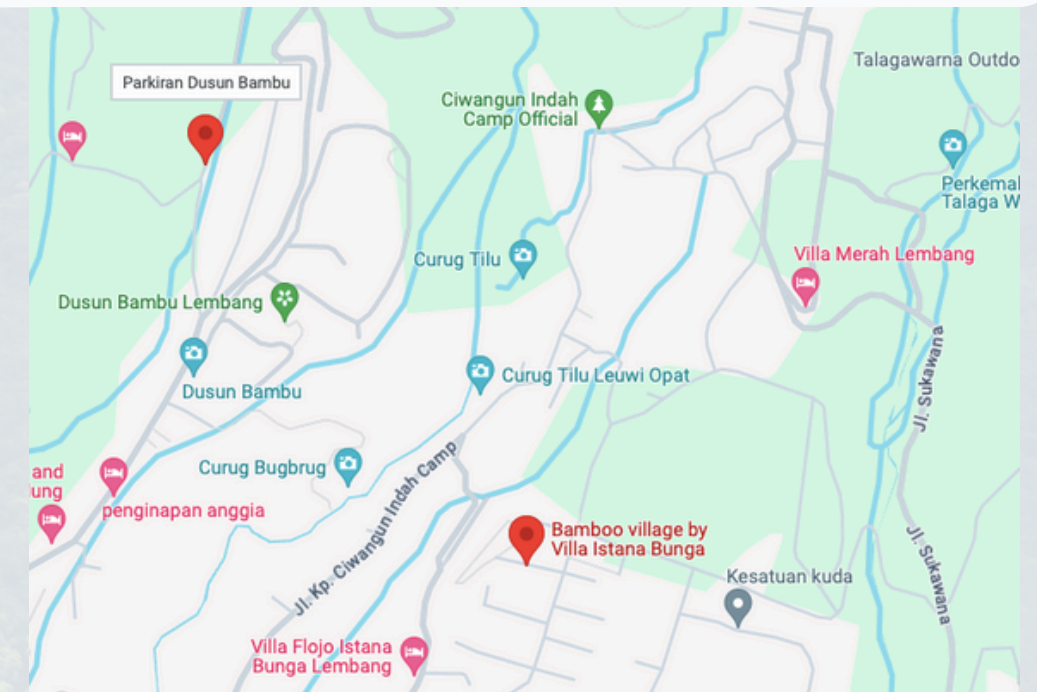 Talagawarna Outdo
Parkiran Dusun Bambu
Ciwangun Indah
Camp Official
Perkemal
Talaga W
Curug Tilu
Villa Merah Lembang
Dusun Bambu Lembang
Jl. Sukawana
Curug Tilu Leuwi Opat
Dusun Bambu
and
ung
Curug Bugbrug
Jl. Kp. Ciwangun Indah Camp
penginapan anggia
Bamboo village by
Villa Istana Bunga
Jl. Sukawana
Kesatuan kuda
Villa Flojo Istana
Bunga Lembang